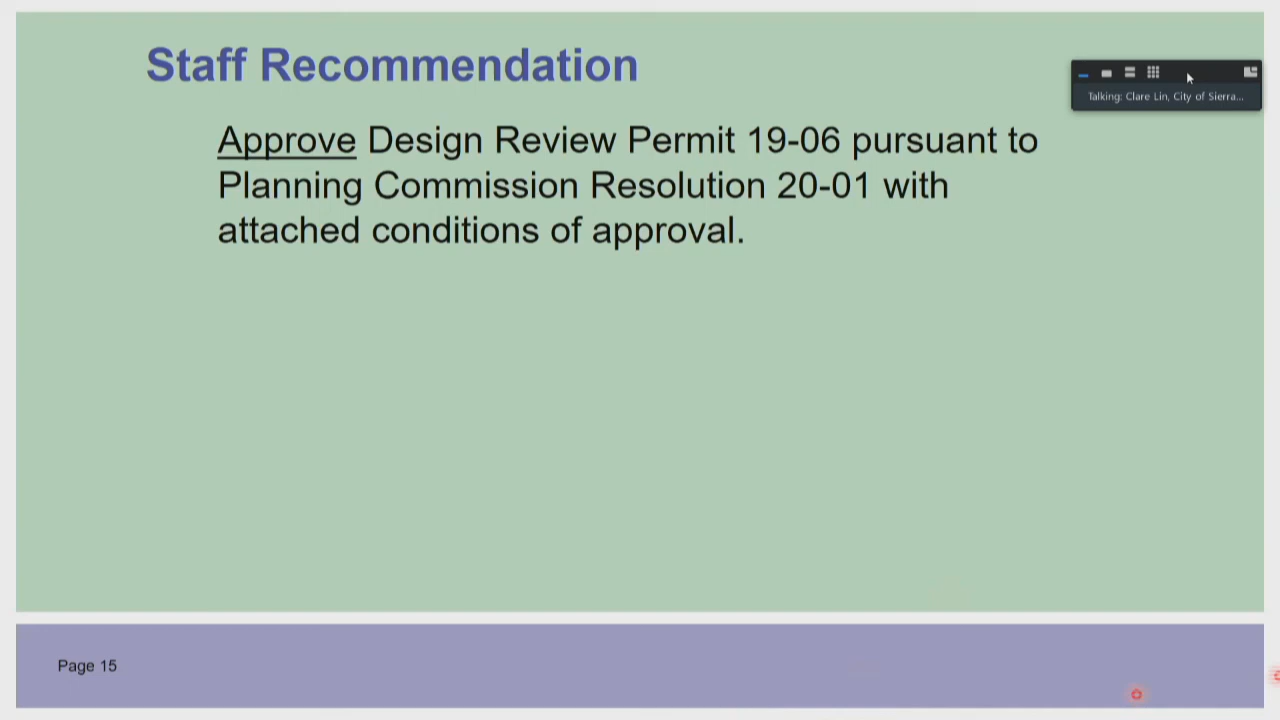 Staff Recommendation
Talking: Clare Lin, City of Sierra...
Approve Design Review Permit 19-06 pursuant to
Planning Commission Resolution 20-01 with
attached conditions of approval.
Page 15